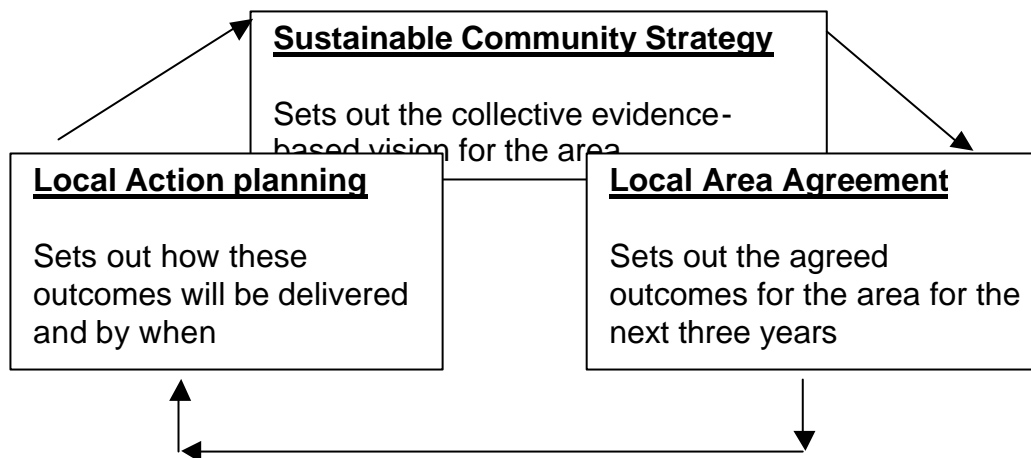 Sustainable Community Strategy
Sets out the collective evidence-
based vision for the area
Local Action planning
Sets out how these
outcomes will be delivered
and by when
Local Area Agreement
Sets out the agreed
outcomes for the area for the
next three years